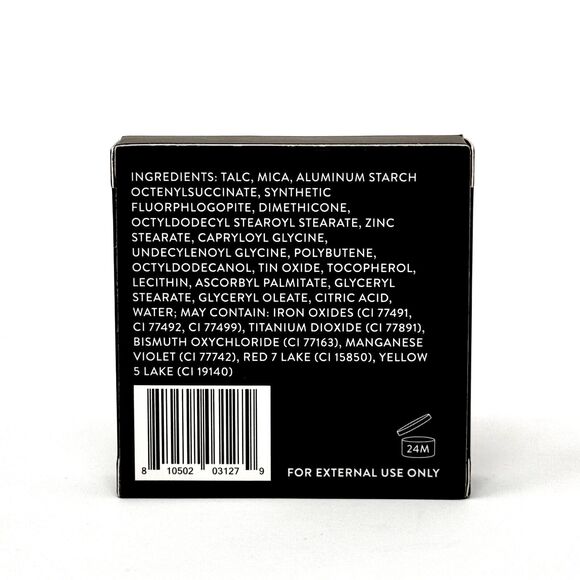 INGREDIENTS: TALC, MICA, ALUMINUM STARCH
OCTENYLSUCCINATE, SYNTHETIC
FLUORPHLOGOPITE, DIMETHICONE,
OCTYLDODECYL STEAROYL STEARATE, ZINC
STEARATE, CAPRYLOYL GLYCINE,
UNDECYLENOYL GLYCINE, POLYBUTENE,
OCTYLDODECANOL, TIN OXIDE, TOCOPHEROL,
LECITHIN, ASCORBYL PALMITATE, GLYCERYL
STEARATE, GLYCERYL OLEATE, CITRIC ACID,
WATER; MAY CONTAIN: IRON OXIDES (CI 77491,
CI 77492, CI 77499), TITANIUM DIOXIDE (CI 77891),
BISMUTH OXYCHLORIDE (CI 77163), MANGANESE
VIOLET (CI 77742), RED 7 LAKE (CI 15850), YELLOW
5 LAKE (CI 19140)
24M
8 10502 03127 9
FOR EXTERNAL USE ONLY